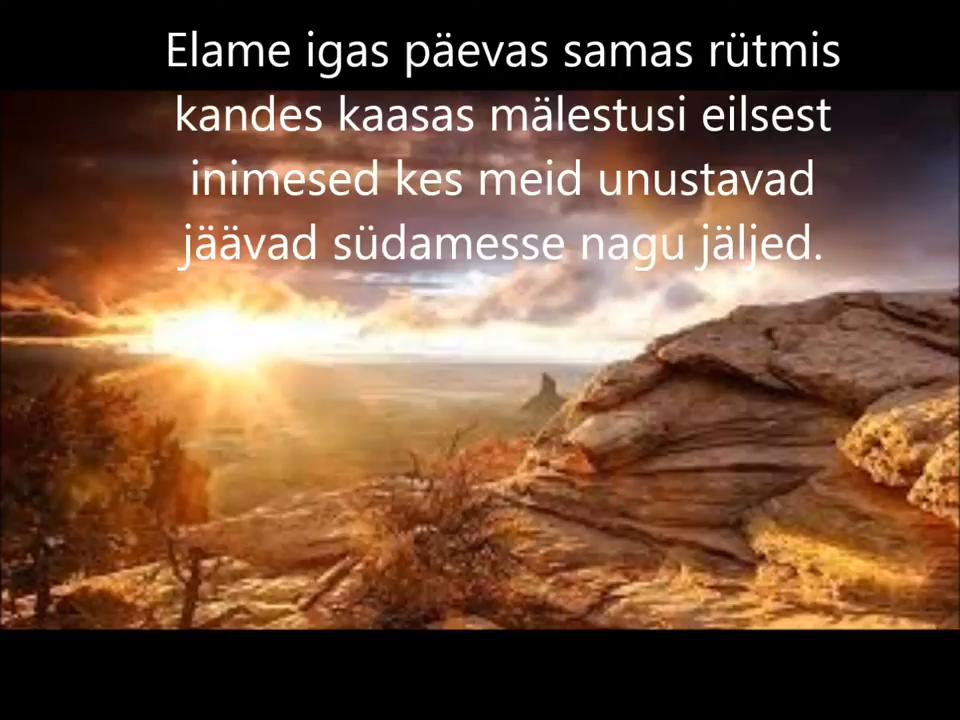 Elame igas päevas samas rütmis
kandes kaasas mälestusi eilsest
inimesed kes meid unustavad
jäävad südamesse nagu jäljed.